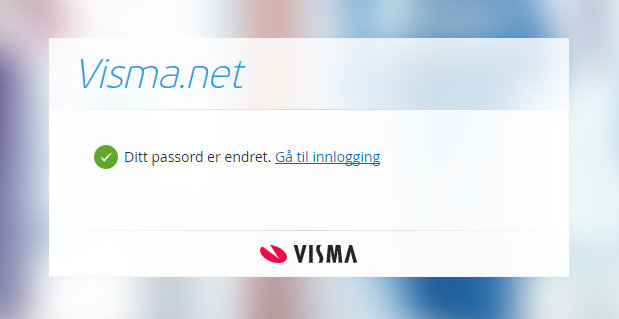 Visma.net
Ditt passord er endret. Gå til innlogging
VISMA